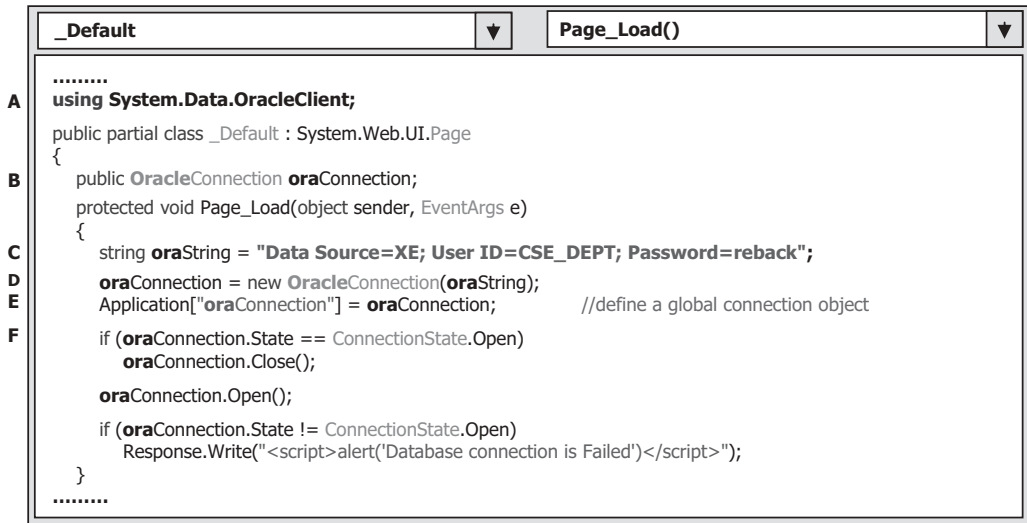 _Default Page_Load()
.........
A using System.Data.OracleClient;
public partial class _Default : System.Web.UI.Page
{
B public OracleConnection oraConnection;
protected void Page_Load(object sender, EventArgs e)
{
C string oraString = "Data Source=XE; User ID=CSE_DEPT; Password=reback";
D oraConnection = new OracleConnection(oraString);
E Application["oraConnection"] = oraConnection; //define a global connection object
F if (oraConnection.State == ConnectionState.Open)
oraConnection.Close();
oraConnection.Open();
if (oraConnection.State != ConnectionState.Open)
Response.Write("<script>alert('Database connection is Failed')</script>");
}
.........